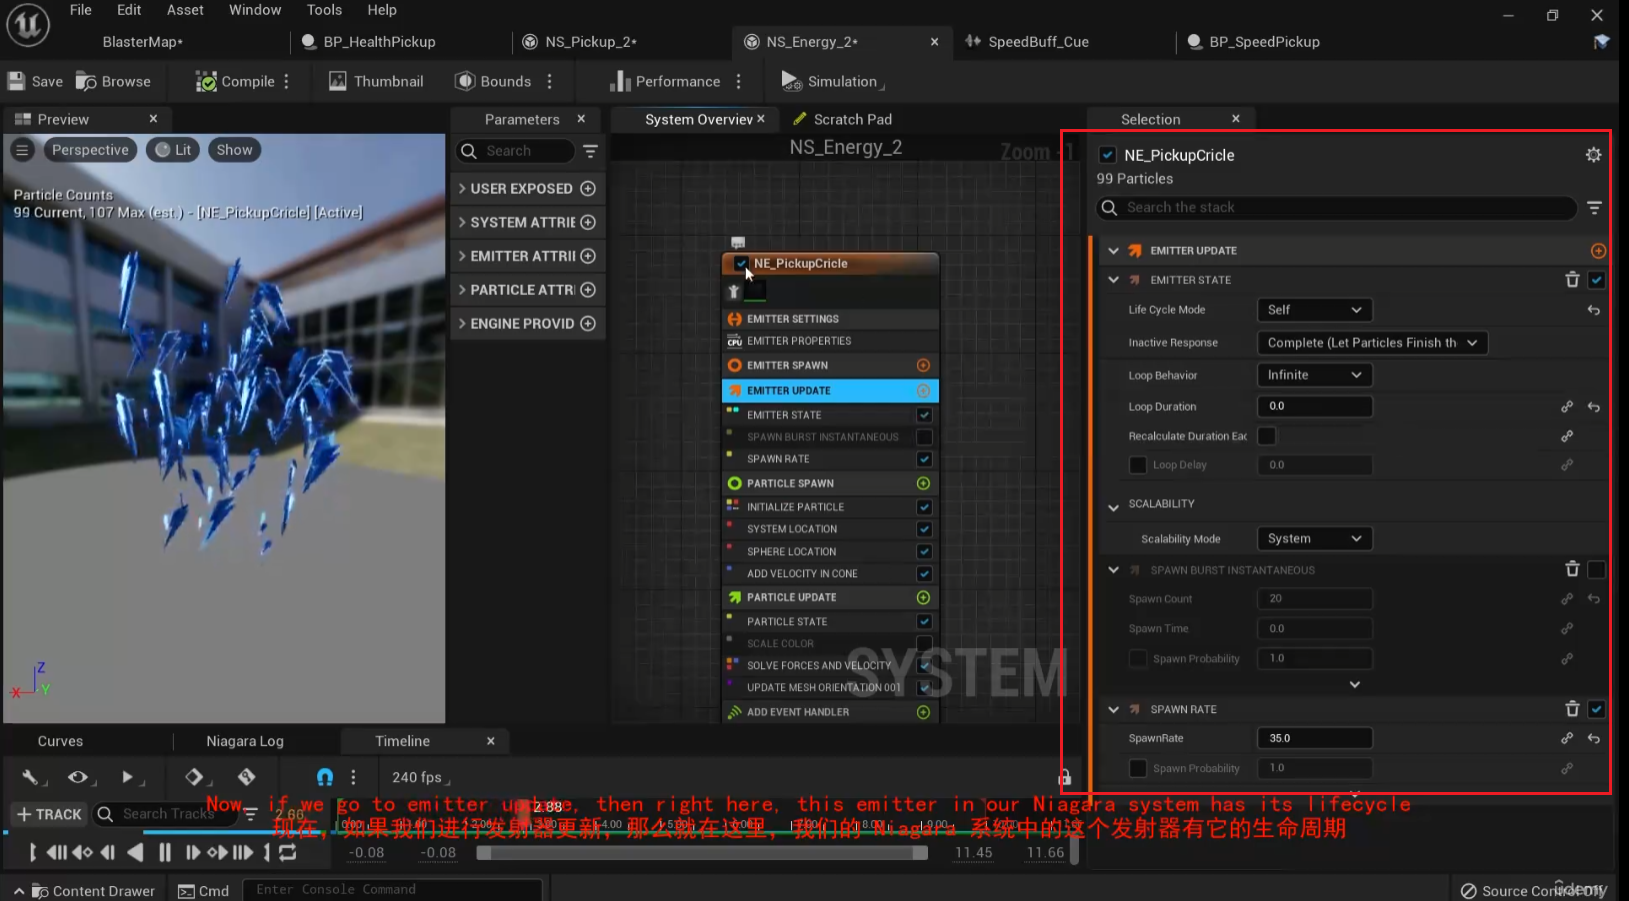 File Edit Asset Window Tools Help
BlasterMap* BP_HealthPickup NS_Pickup_2* NS_Energy_2* SpeedBuff_Cue BP_SpeedPickup
Save Browse Compile Thumbnail Bounds Performance Simulation
Preview Parameters System Overviev Scratch Pad Selection
Perspective Lit Show
Search
NS_Energy_2 Zoom -1
Particle Counts
99 Current, 107 Max (est.) - [NE_PickupCricle] [Active]
USER EXPOSED
SYSTEM ATTRIE
EMITTER ATTRII
PARTICLE ATTR
ENGINE PROVID
NE_PickupCricle
EMITTER SETTINGS
CPU EMITTER PROPERTIES
EMITTER SPAWN
EMITTER UPDATE
EMITTER STATE
SPAWN BURST INSTANTANEOUS
SPAWN RATE
PARTICLE SPAWN
INITIALIZE PARTICLE
SYSTEM LOCATION
SPHERE LOCATION
ADD VELOCITY IN CONE
PARTICLE UPDATE
PARTICLE STATE
SCALE COLOR
SOLVE FORCES AND VELOCITY
UPDATE MESH ORIENTATION 001
ADD EVENT HANDLER
SYSTEM
NE_PickupCricle
99 Particles
Search the stack
EMITTER UPDATE
EMITTER STATE
Life Cycle Mode Self
Inactive Response Complete (Let Particles Finish th
Loop Behavior Infinite
Loop Duration 0.0
Recalculate Duration Eac
Loop Delay 0.0
SCALABILITY
Scalability Mode System
SPAWN BURST INSTANTANEOUS
Spawn Count 20
Spawn Time 0.0
Spawn Probability 1.0
SPAWN RATE
SpawnRate 35.0
Spawn Probability 1.0
Z
X Y
Curves Niagara Log Timeline
240 fps
+ TRACK Search Tracks 2.66 2.88
Now, if we go to emitter update, then right here, this emitter in our Niagara system has its lifecycle
现在，如果我们进行发射器更新，那么就在这里，我们的 Niagara 系统中的这个发射器有它的生命周期
-0.08 -0.08 11.45 11.66
Content Drawer Cmd Enter Console Command Source Control Off
ûdemy